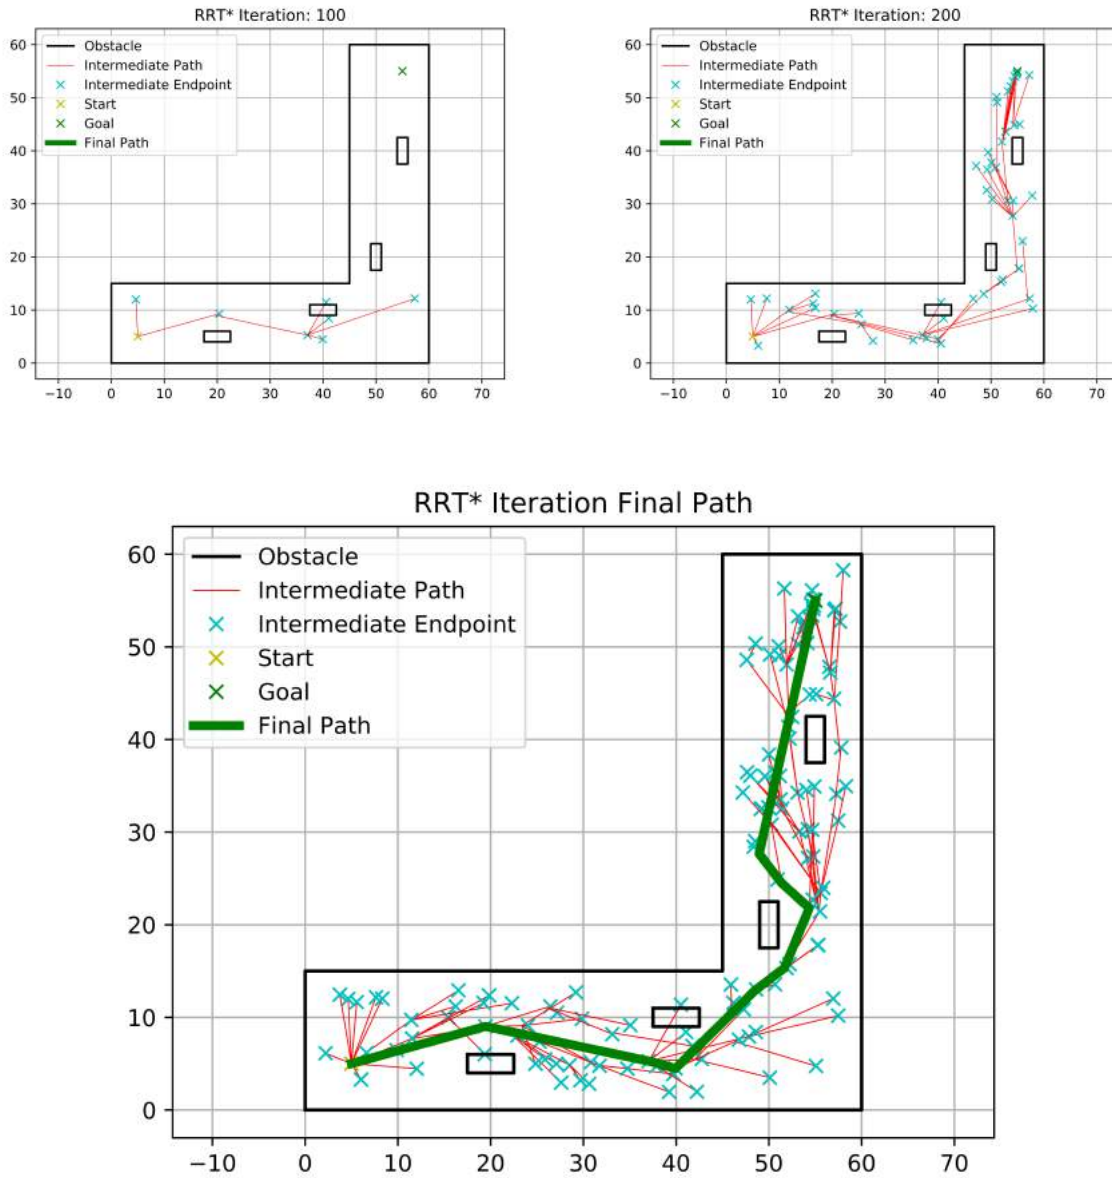 RRT* Iteration: 100
Obstacle
Intermediate Path
Intermediate Endpoint
Start
Goal
Final Path
60
50
40
30
20
10
0
−10 0 10 20 30 40 50 60 70
RRT* Iteration: 200
Obstacle
Intermediate Path
Intermediate Endpoint
Start
Goal
Final Path
60
50
40
30
20
10
0
−10 0 10 20 30 40 50 60 70
RRT* Iteration Final Path
Obstacle
Intermediate Path
Intermediate Endpoint
Start
Goal
Final Path
60
50
40
30
20
10
0
−10 0 10 20 30 40 50 60 70